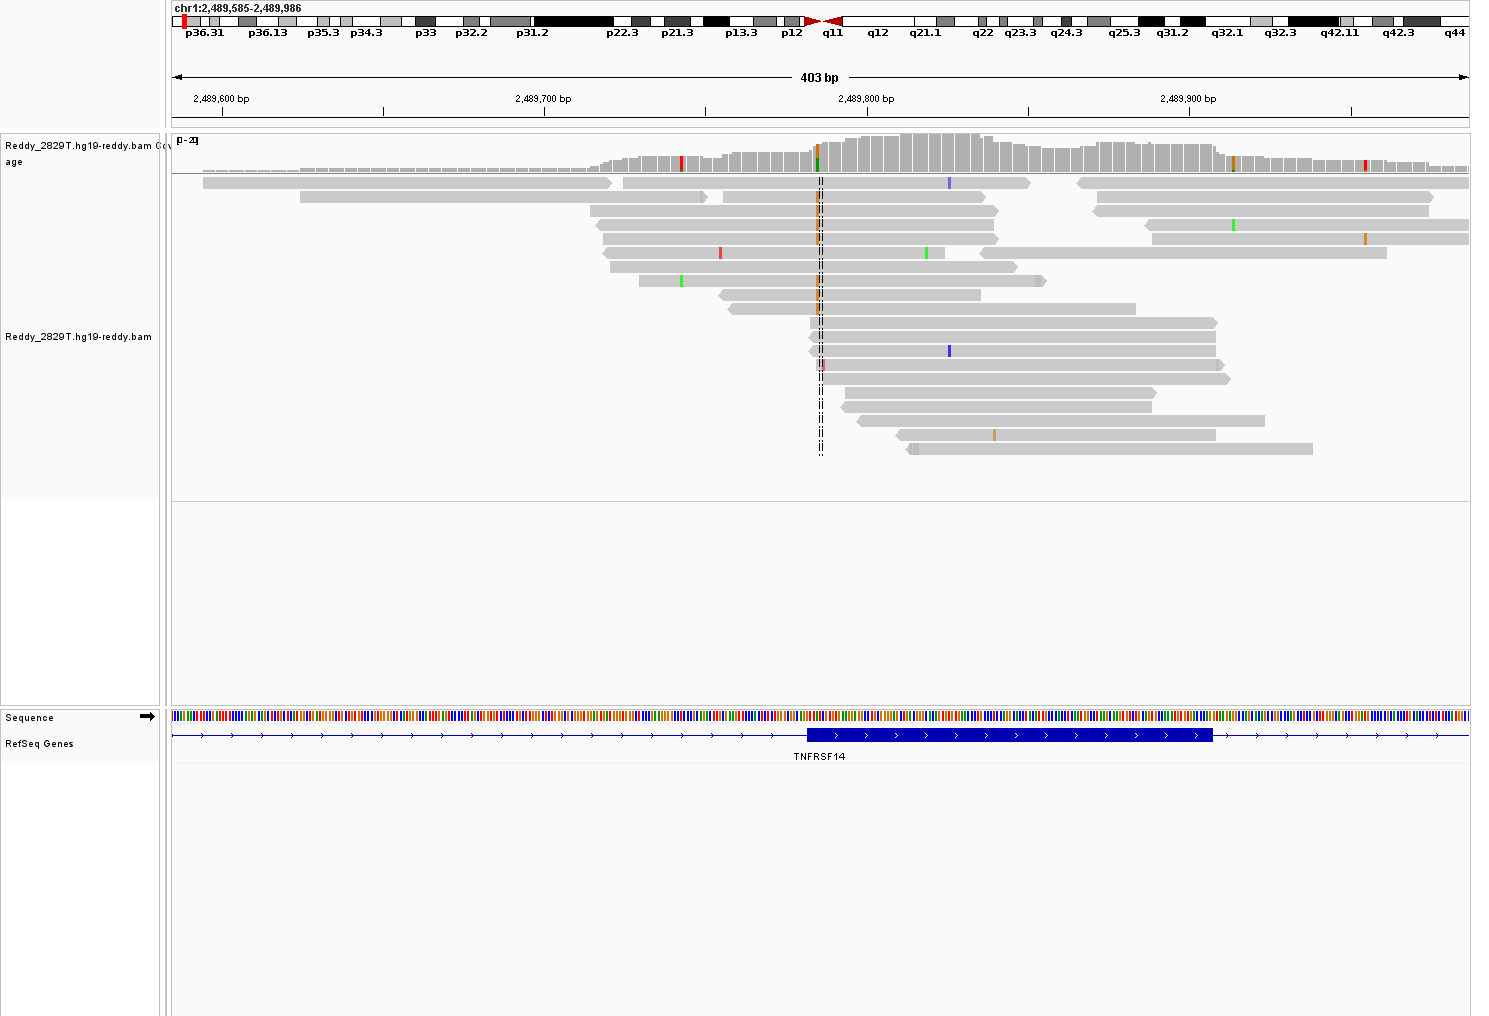 chr1:2,489,585-2,489,986
p36.31 p36.13 p35.3 p34.3 p33 p32.2 p31.2 p22.3 p21.3 p13.3 p12 q11 q12 q21.1 q22 q23.3 q24.3 q25.3 q31.2 q32.1 q32.3 q42.11 q42.3 q44
403 bp
2,489,600 bp 2,489,700 bp 2,489,800 bp 2,489,900 bp
[0 - 20]
Reddy_2829T.hg19-reddy.bam Cov
age
Reddy_2829T.hg19-reddy.bam
Sequence
RefSeq Genes
TNFRSF14